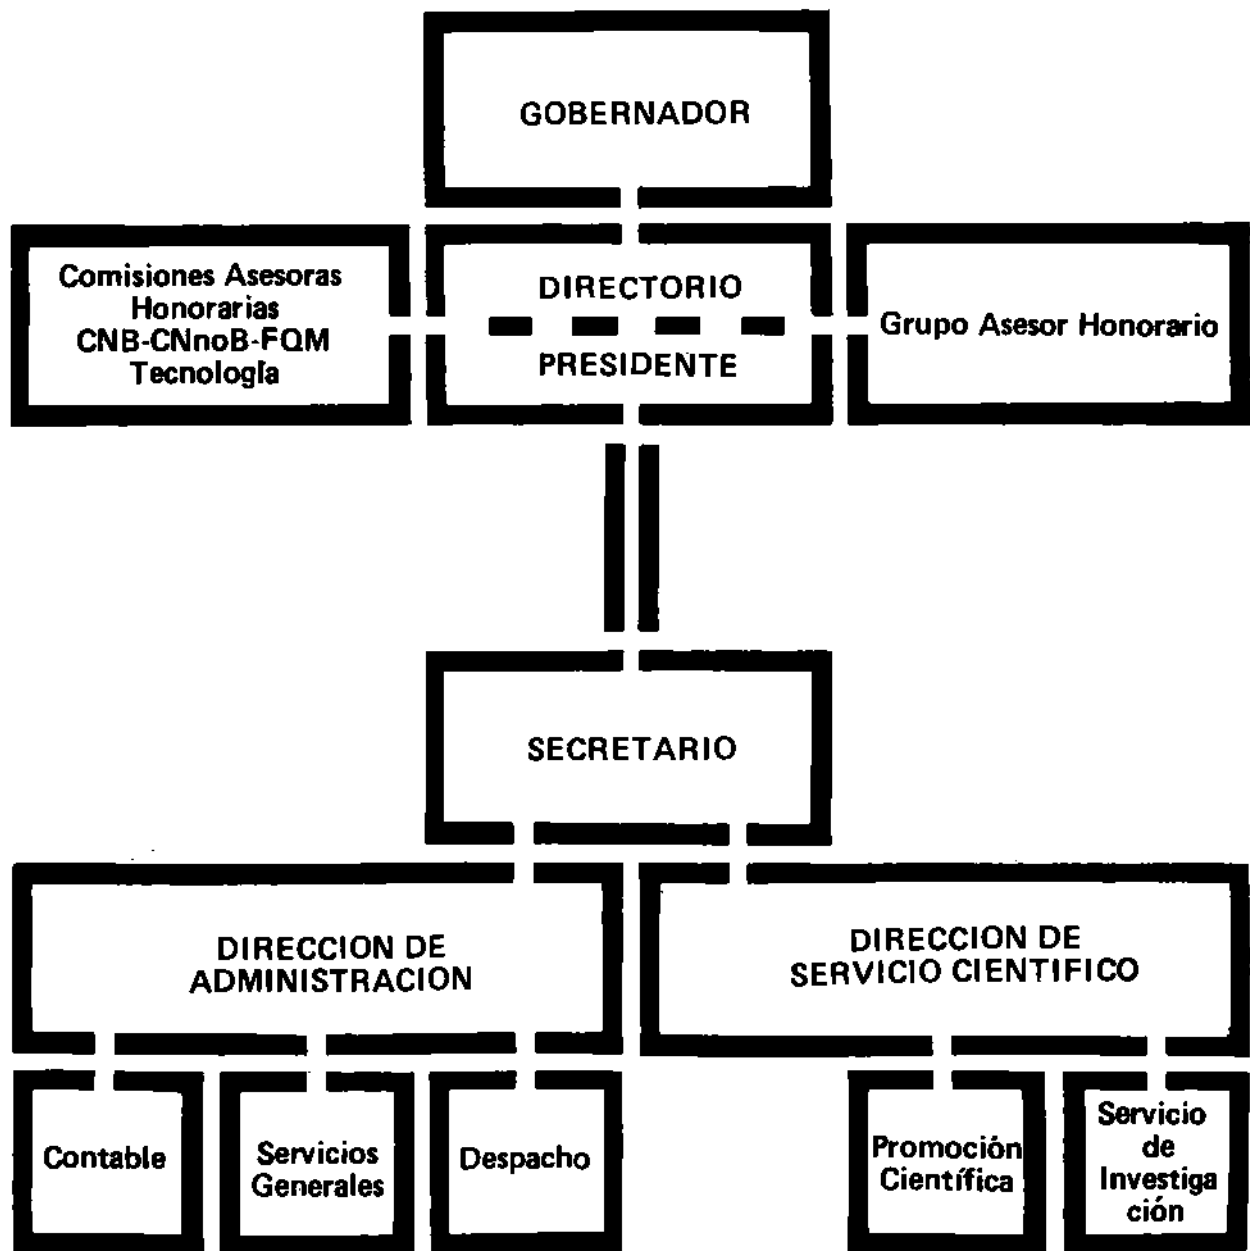 GOBERNADOR
Comisiones Asesoras
Honorarias
CNB-CNnoB-FQM
Tecnología
DIRECTORIO
PRESIDENTE
Grupo Asesor Honorario
SECRETARIO
DIRECCION DE
ADMINISTRACION
DIRECCION DE
SERVICIO CIENTIFICO
Contable
Servicios
Generales
Despacho
Promoción
Científica
Servicio
de
Investiga
ción